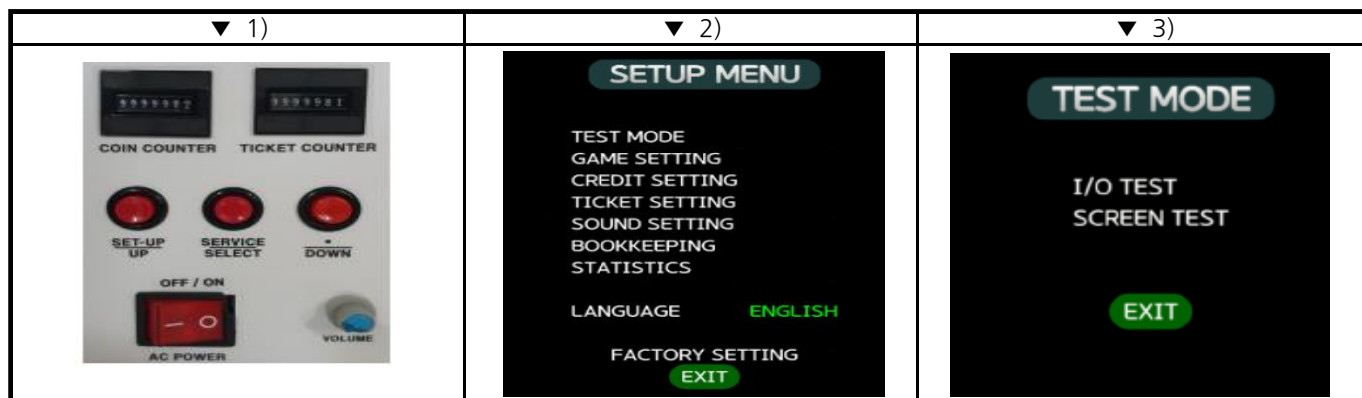 ▼ 1)
▼ 2)
▼ 3)
COIN COUNTER
TICKET COUNTER
9999981
SET-UP
UP
SERVICE
SELECT
•
DOWN
OFF / ON
— O
AC POWER
VOLUME
SETUP MENU
TEST MODE
GAME SETTING
CREDIT SETTING
TICKET SETTING
SOUND SETTING
BOOKKEEPING
STATISTICS
LANGUAGE ENGLISH
FACTORY SETTING
EXIT
TEST MODE
I/O TEST
SCREEN TEST
EXIT